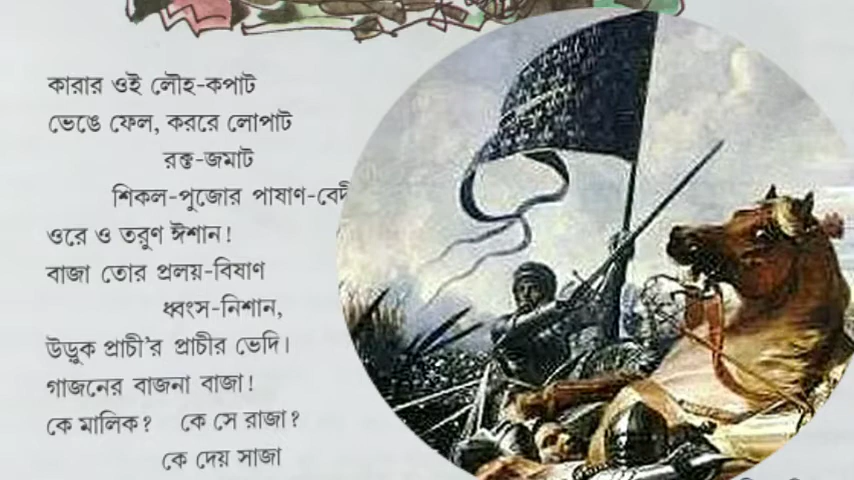 কারার ওই লৌহ-কপাট
ভেঙে ফেল, কররে লোপাট
রক্ত-জমাট
শিকল-পুজোর পাষাণ-বেদী
ওরে ও তরুণ ঈশান!
বাজা তোর প্রলয়-বিষাণ
ধ্বংস-নিশান,
উড়ুক প্রাচী'র প্রাচীর ভেদি।
গাজনের বাজনা বাজা!
কে মালিক? কে সে রাজা?
কে দেয় সাজা